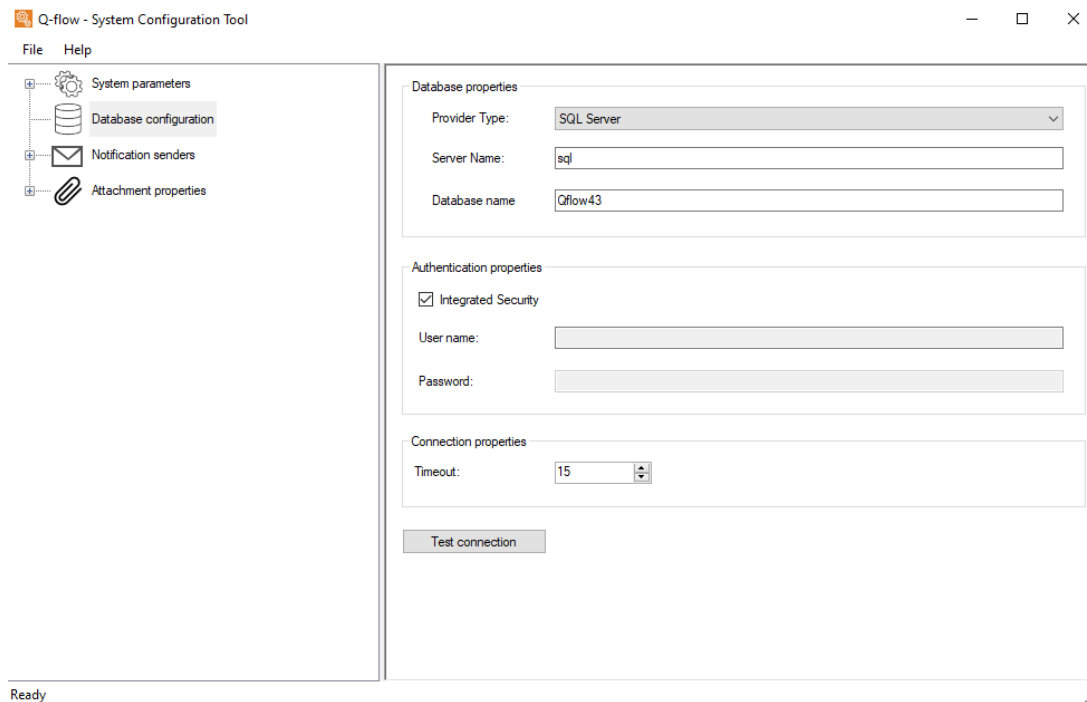 Q-flow - System Configuration Tool
File Help
System parameters
Database configuration
Notification senders
Attachment properties
Database properties
Provider Type: SQL Server
Server Name: sql
Database name Qflow43
Authentication properties
Integrated Security
User name:
Password:
Connection properties
Timeout: 15
Test connection
Ready